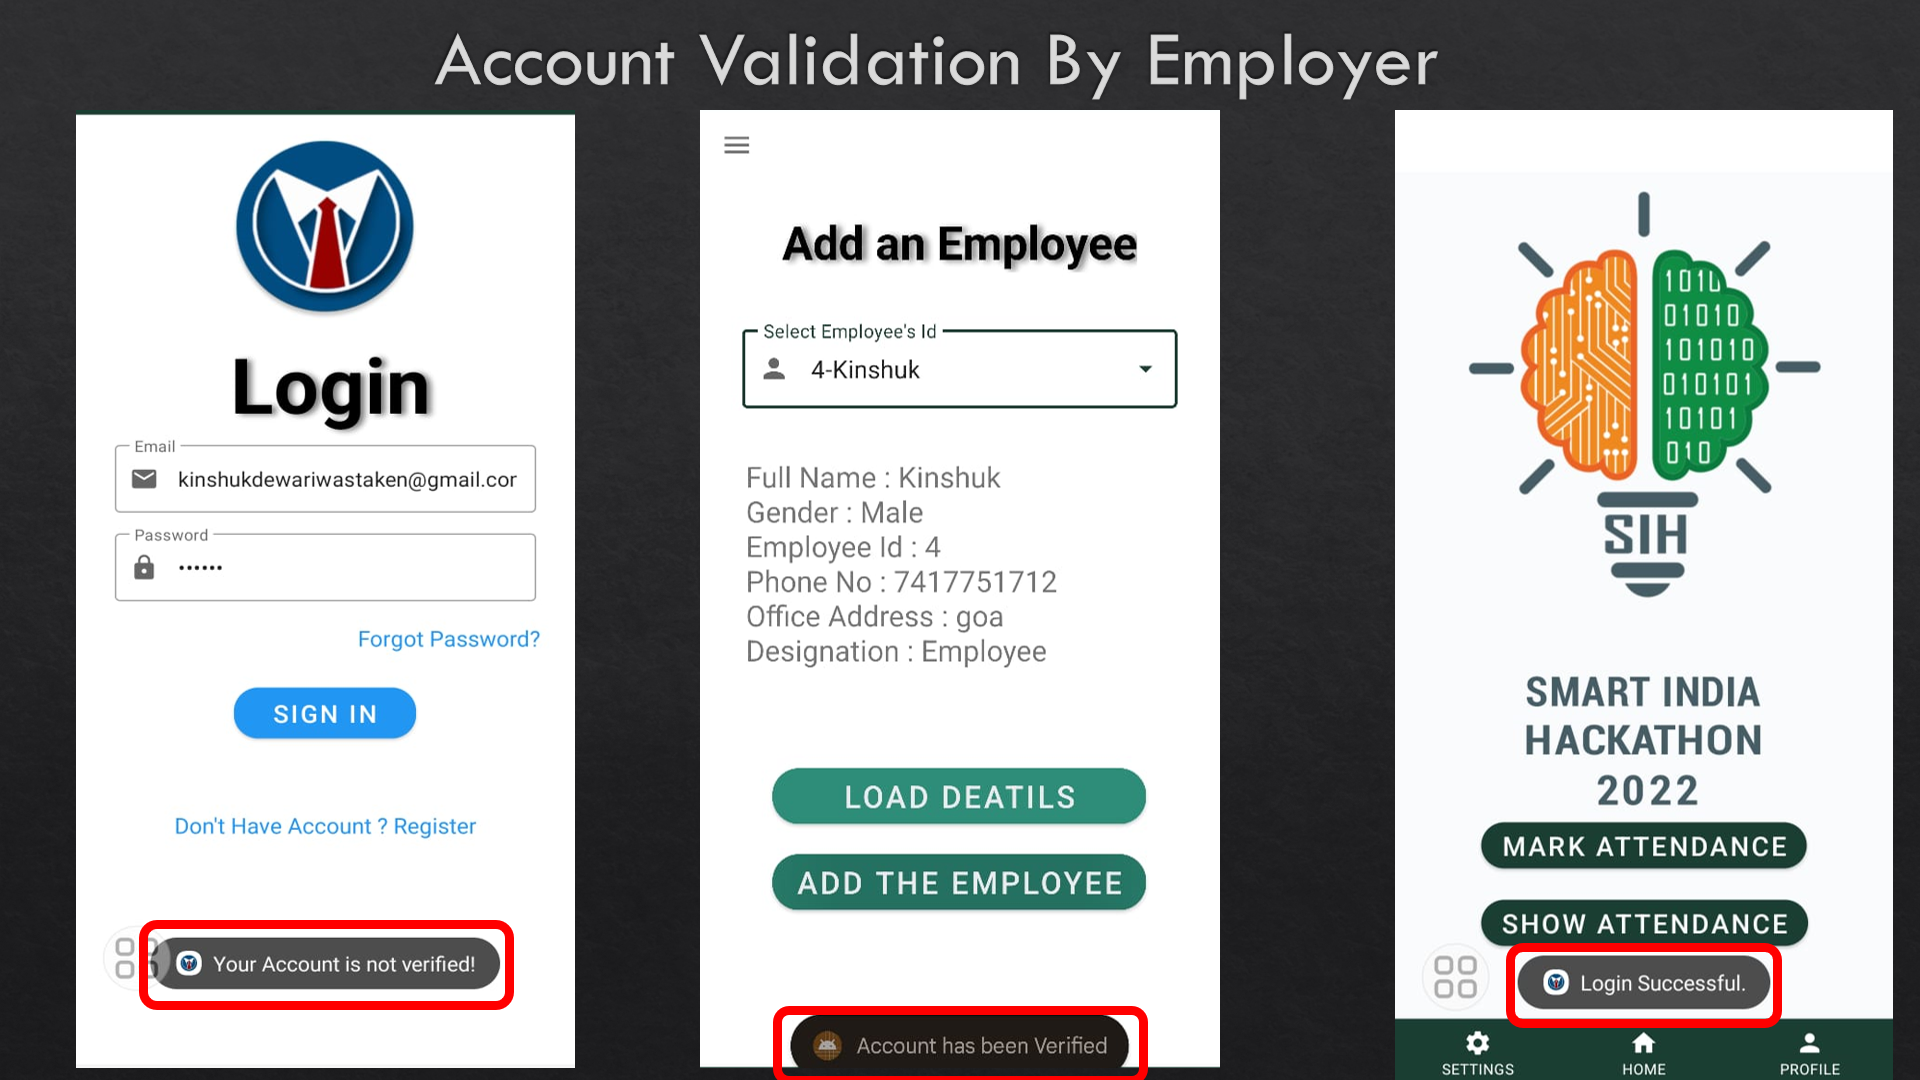 Account Validation By Employer
Login
Email
kinshukdewariwastaken@gmail.cor
Password
••••••
Forgot Password?
SIGN IN
Don't Have Account ? Register
Your Account is not verified!
Add an Employee
Select Employee's Id
4-Kinshuk
Full Name : Kinshuk
Gender : Male
Employee Id : 4
Phone No : 7417751712
Office Address : goa
Designation : Employee
LOAD DEATILS
ADD THE EMPLOYEE
Account has been Verified
101
01010
101010
010101
10101
010
SIH
SMART INDIA
HACKATHON
2022
MARK ATTENDANCE
SHOW ATTENDANCE
Login Successful.
SETTINGS
HOME
PROFILE